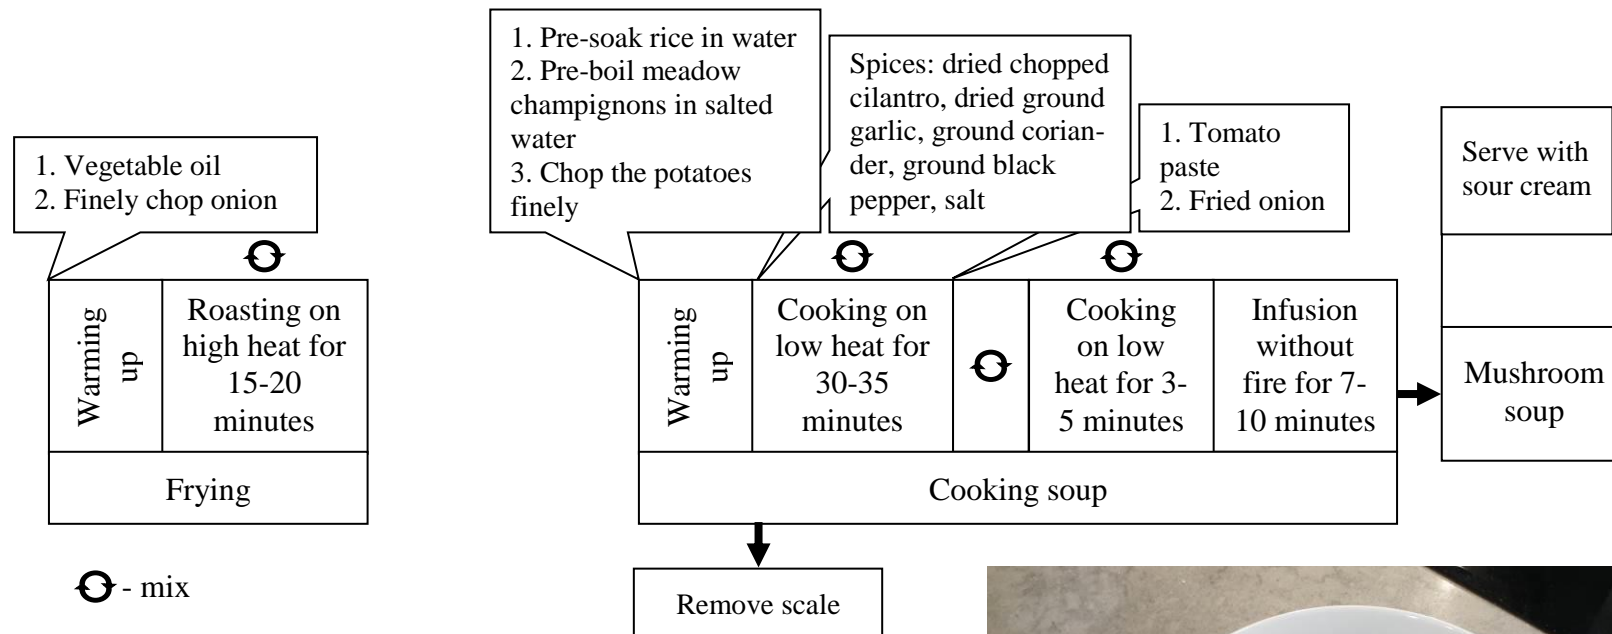 1. Vegetable oil
2. Finely chop onion
1. Pre-soak rice in water
2. Pre-boil meadow
champignons in salted
water
3. Chop the potatoes
finely
Spices: dried chopped
cilantro, dried ground
garlic, ground corian-
der, ground black
pepper, salt
1. Tomato
paste
2. Fried onion
Serve with
sour cream
Warming
up
Roasting on
high heat for
15-20
minutes
Frying
Warming
up
Cooking on
low heat for
30-35
minutes
Cooking
on low
heat for 3-
5 minutes
Infusion
without
fire for 7-
10 minutes
Cooking soup
Mushroom
soup
- mix
Remove scale